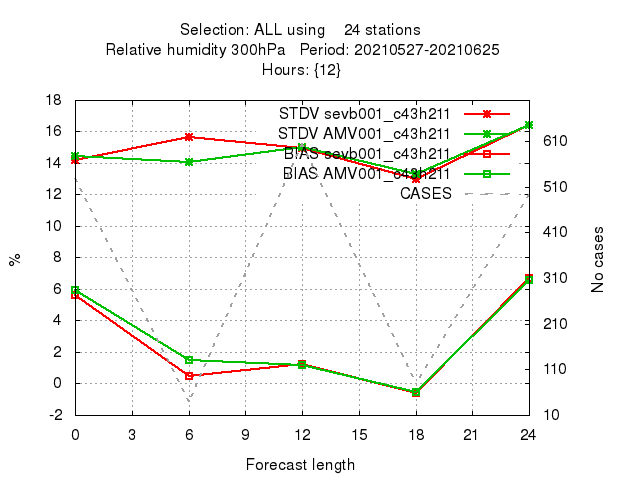 Selection: ALL using    24 stations
Relative humidity 300hPa   Period: 20210527-20210625
Hours: {12}
STDV sevb001_c43h211
STDV AMV001_c43h211
BIAS sevb001_c43h211
BIAS AMV001_c43h211
CASES
18
16
14
12
10
8
6
4
2
0
-2
%
610
510
410
310
210
110
10
No cases
0 3 6 9 12 15 18 21 24
Forecast length